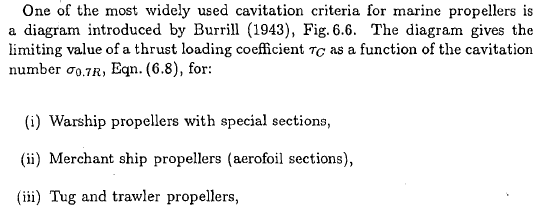 One of the most widely used cavitation criteria for marine propellers is
a diagram introduced by Burrill (1943), Fig. 6.6. The diagram gives the
limiting value of a thrust loading coefficient τC as a function of the cavitation
number σ0.7R, Eqn. (6.8), for:
(i) Warship propellers with special sections,
(ii) Merchant ship propellers (aerofoil sections),
(iii) Tug and trawler propellers,